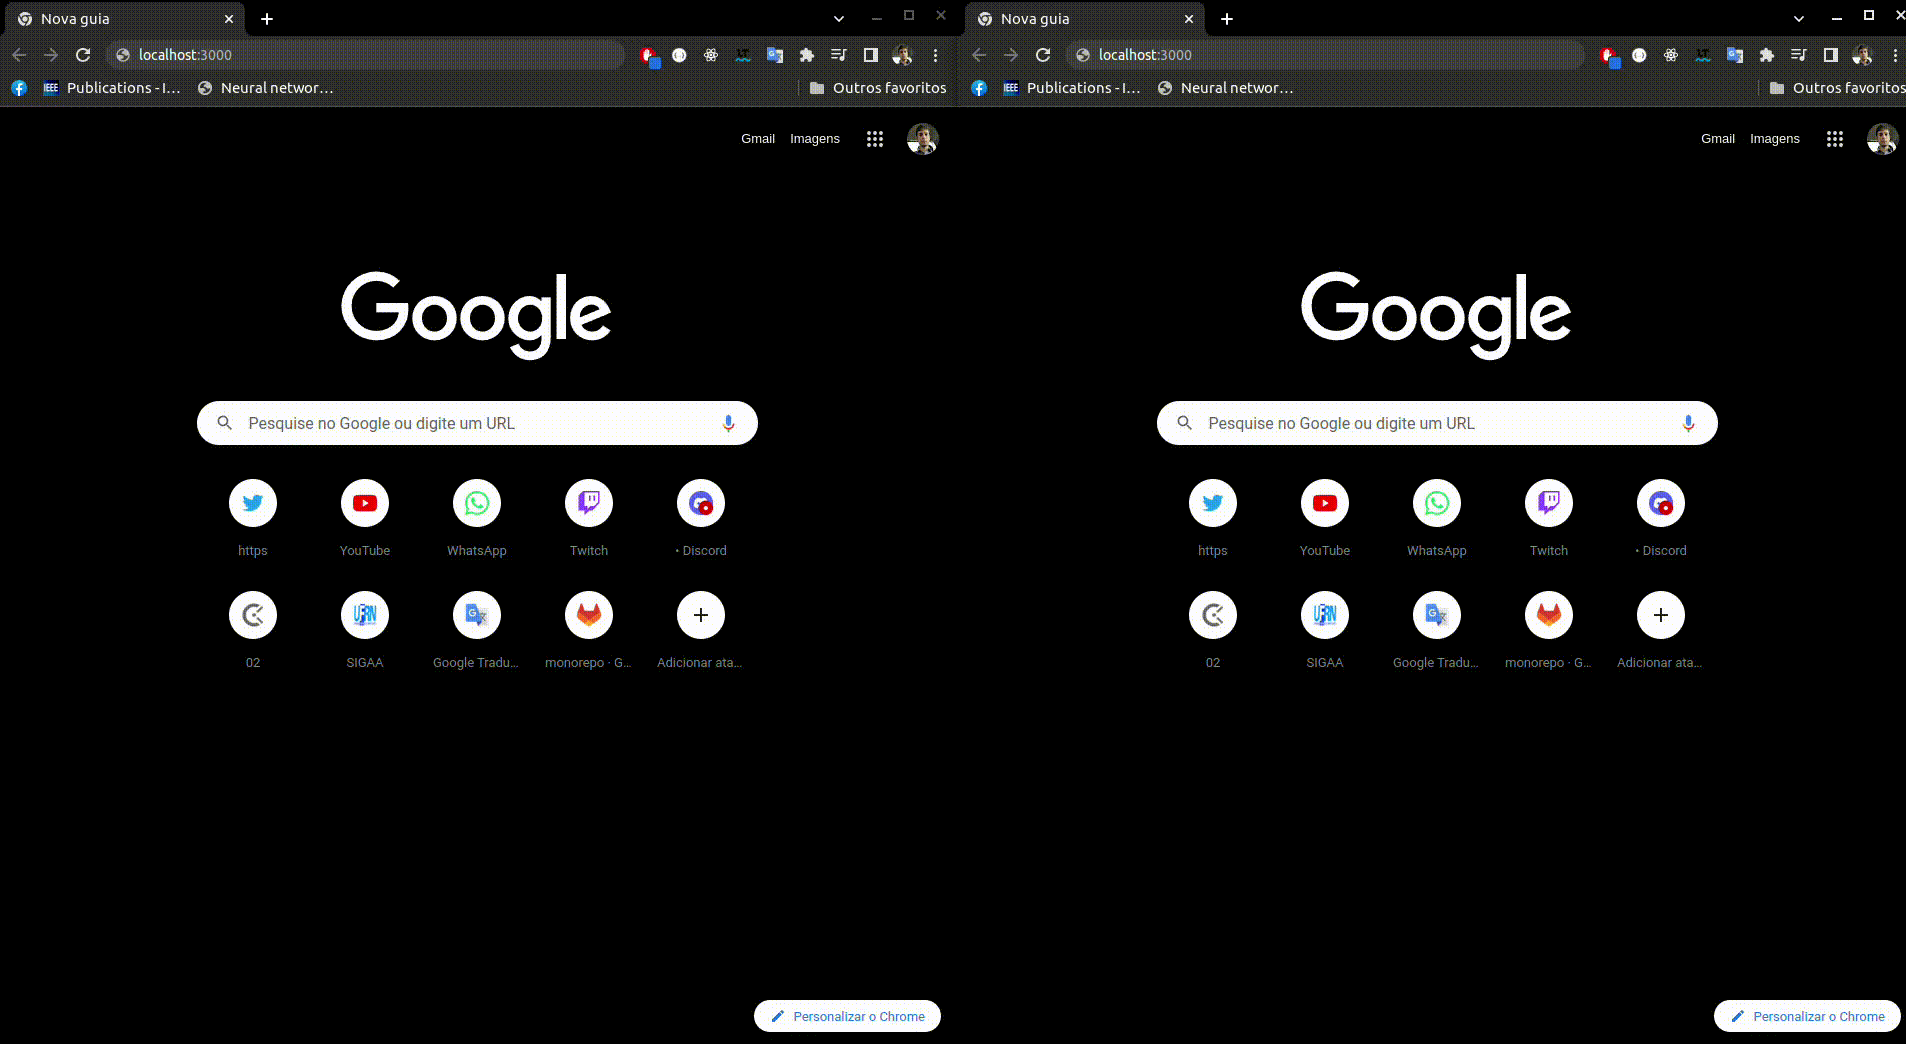 Nova guia
localhost:3000
Publications - I... Neural networ... Outros favoritos
Gmail Imagens
Google
Pesquise no Google ou digite um URL
https YouTube WhatsApp Twitch • Discord
02 SIGAA Google Tradu... monorepo · G... Adicionar ata...
Personalizar o Chrome
Nova guia
localhost:3000
Publications - I... Neural networ... Outros favoritos
Gmail Imagens
Google
Pesquise no Google ou digite um URL
https YouTube WhatsApp Twitch • Discord
02 SIGAA Google Tradu... monorepo · G... Adicionar ata...
Personalizar o Chrome